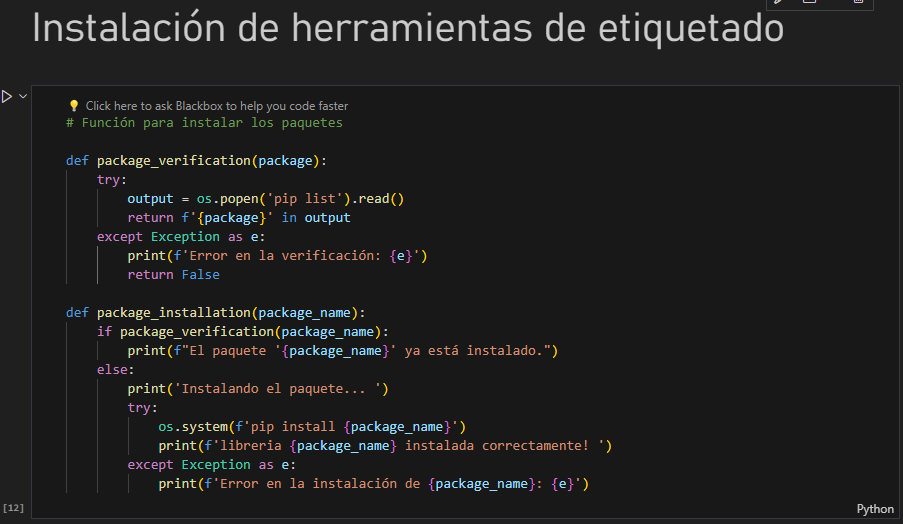 Instalación de herramientas de etiquetado
Click here to ask Blackbox to help you code faster
# Función para instalar los paquetes
def package_verification(package):
    try:
        output = os.popen('pip list').read()
        return f'{package}' in output
    except Exception as e:
        print(f'Error en la verificación: {e}')
        return False
def package_installation(package_name):
    if package_verification(package_name):
        print(f"El paquete '{package_name}' ya está instalado.")
    else:
        print('Instalando el paquete... ')
        try:
            os.system(f'pip install {package_name}')
            print(f'libreria {package_name} instalada correctamente! ')
        except Exception as e:
            print(f'Error en la instalación de {package_name}: {e}')
[12]
Python